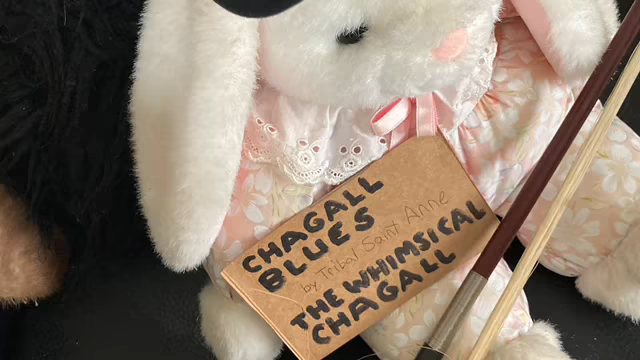 CHAGALL
BLUES
by Tribal Saint Anne
THE WHIMSICAL
CHAGALL